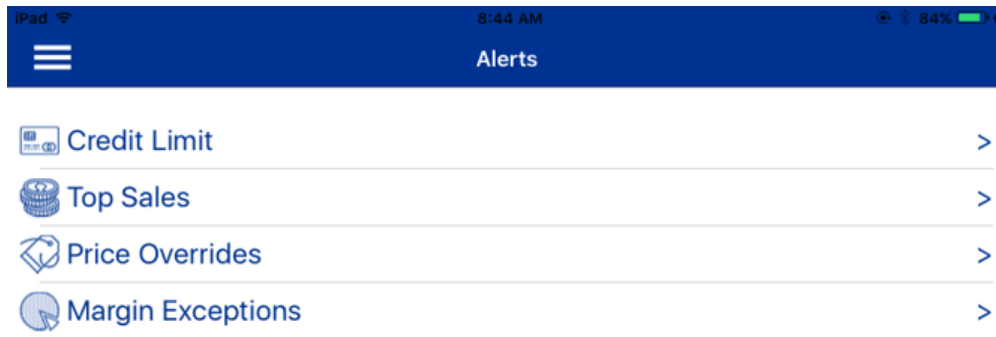 iPad 8:44 AM 84%
Alerts
Credit Limit >
Top Sales >
Price Overrides >
Margin Exceptions >